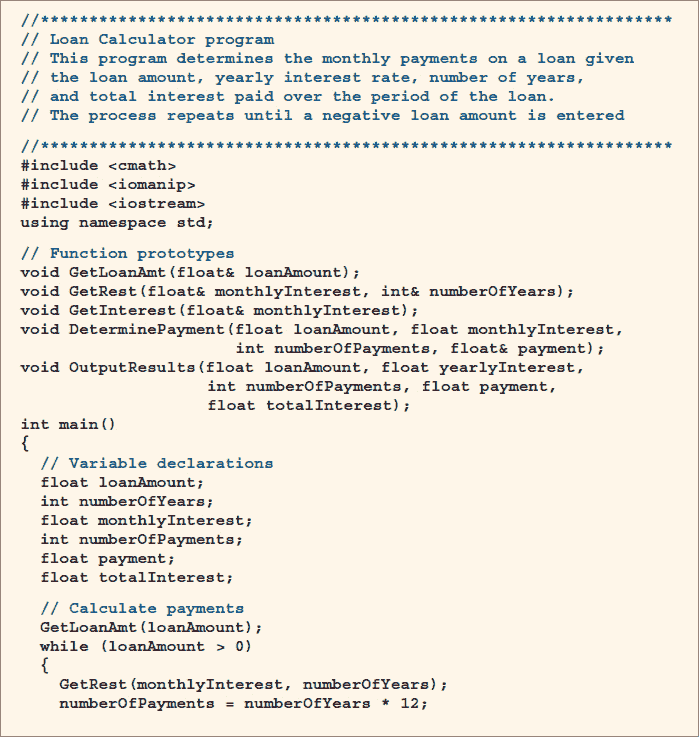 //*****************************************************************
// Loan Calculator program
// This program determines the monthly payments on a loan given
// the loan amount, yearly interest rate, number of years,
// and total interest paid over the period of the loan.
// The process repeats until a negative loan amount is entered
//*****************************************************************
#include <cmath>
#include <iomanip>
#include <iostream>
using namespace std;
// Function prototypes
void GetLoanAmt(float& loanAmount);
void GetRest(float& monthlyInterest, int& numberOfYears);
void GetInterest(float& monthlyInterest);
void DeterminePayment(float loanAmount, float monthlyInterest,
                      int numberOfPayments, float& payment);
void OutputResults(float loanAmount, float yearlyInterest,
                   int numberOfPayments, float payment,
                   float totalInterest);
int main()
{
  // Variable declarations
  float loanAmount;
  int numberOfYears;
  float monthlyInterest;
  int numberOfPayments;
  float payment;
  float totalInterest;
  // Calculate payments
  GetLoanAmt(loanAmount);
  while (loanAmount > 0)
  {
    GetRest(monthlyInterest, numberOfYears);
    numberOfPayments = numberOfYears * 12;